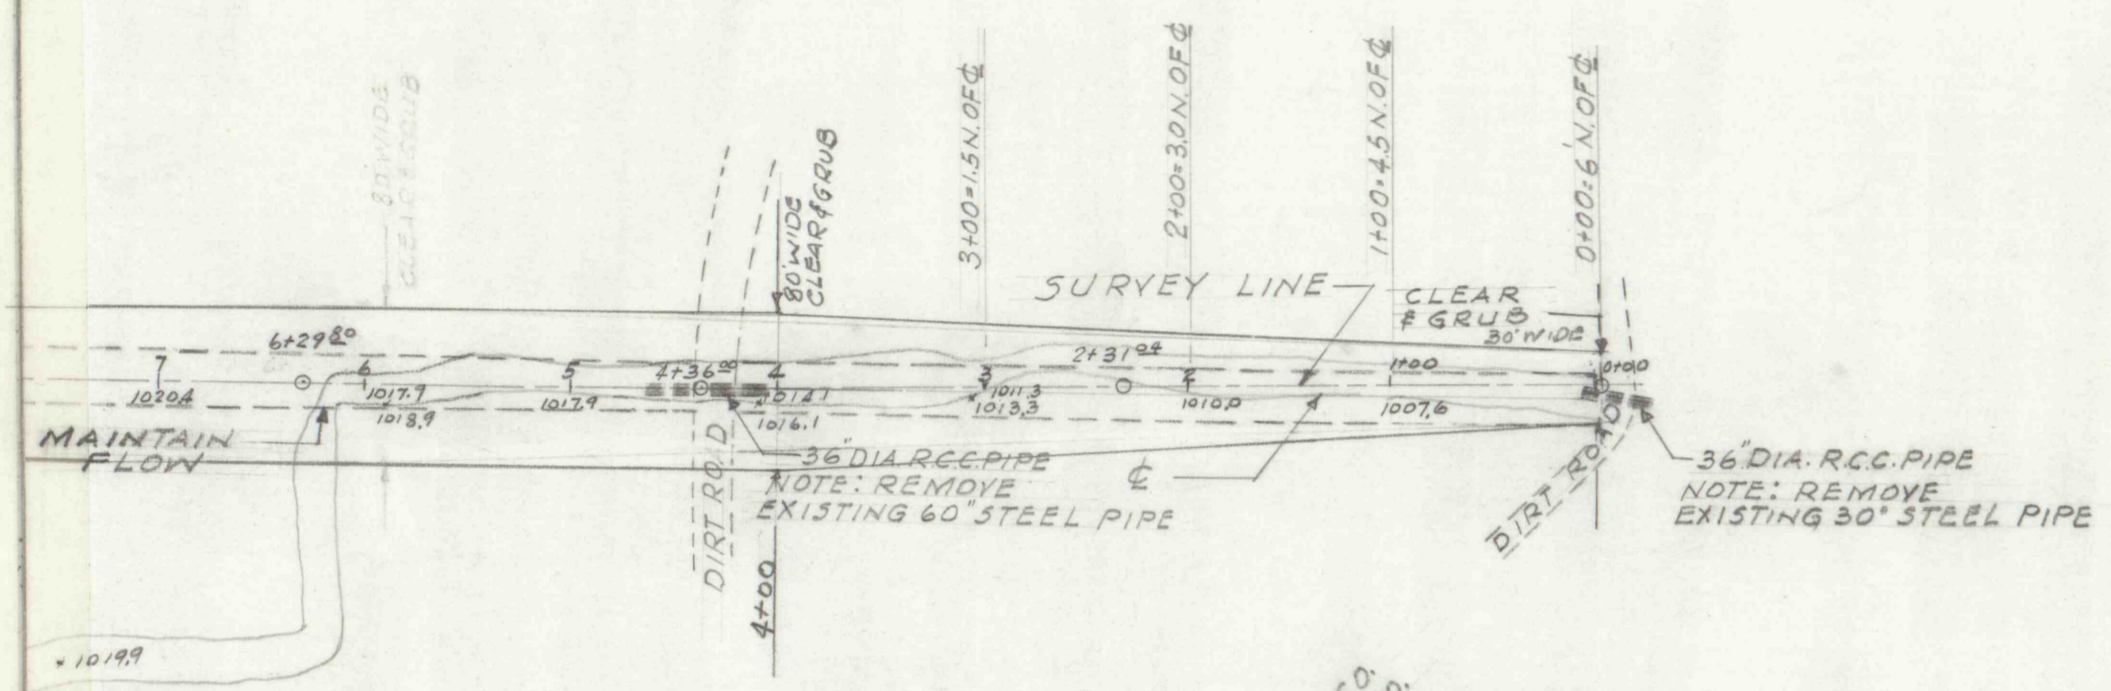 80' WIDE
CLEAR & GRUB
80' WIDE
CLEAR & GRUB
3+00=1.5 N. OF ℄
2+00=3.0 N. OF ℄
1+00=4.5 N. OF ℄
0+00=6' N. OF ℄
SURVEY LINE
CLEAR
& GRUB
30' WIDE
6+29 80
4+36 00
2+31 04
1+00
0+00
7
6
5
4
3
2
1020.4
1017.9
1018.9
1017.9
1014.1
1016.1
1011.3
1013.3
1010.0
1007.6
MAINTAIN
FLOW
36" DIA. R.C.C. PIPE
NOTE: REMOVE
EXISTING 60" STEEL PIPE
℄
36" DIA. R.C.C. PIPE
NOTE: REMOVE
EXISTING 30" STEEL PIPE
DIRT ROAD
4+00
DIRT RO
× 1019.9